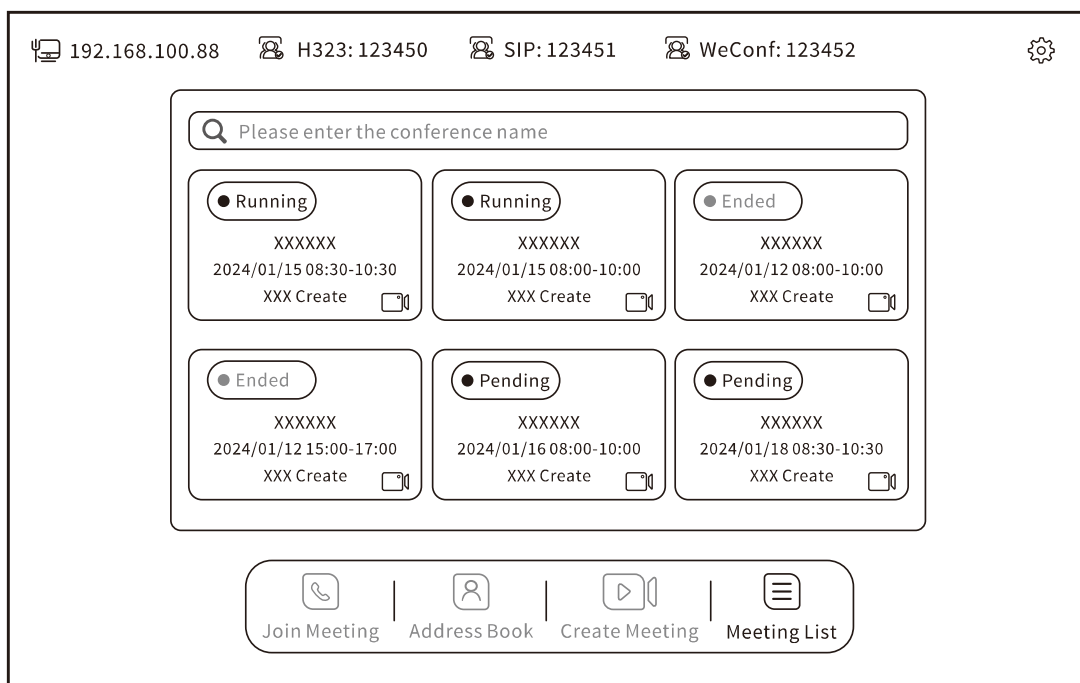 192.168.100.88 H323: 123450 SIP: 123451 WeConf: 123452
Please enter the conference name
Running
XXXXXX
2024/01/15 08:30-10:30
XXX Create
Running
XXXXXX
2024/01/15 08:00-10:00
XXX Create
Ended
XXXXXX
2024/01/12 08:00-10:00
XXX Create
Ended
XXXXXX
2024/01/12 15:00-17:00
XXX Create
Pending
XXXXXX
2024/01/16 08:00-10:00
XXX Create
Pending
XXXXXX
2024/01/18 08:30-10:30
XXX Create
Join Meeting
Address Book
Create Meeting
Meeting List